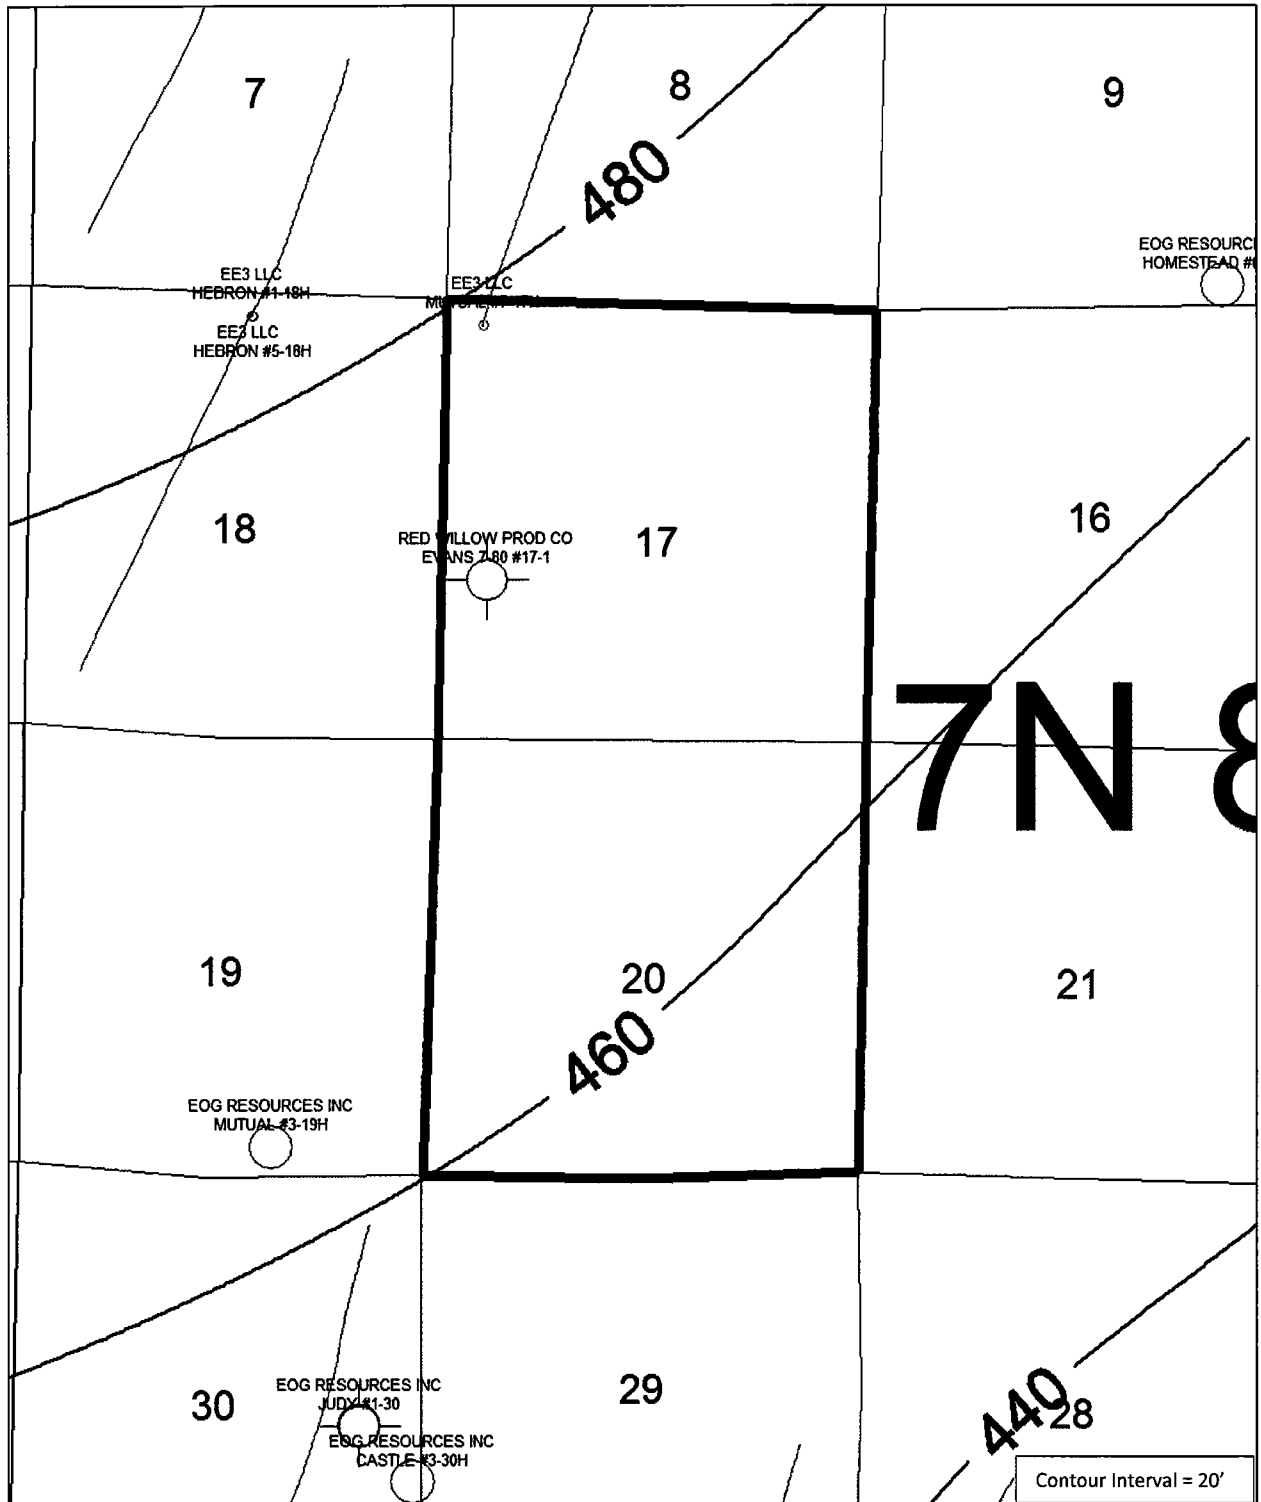 7
8
9
480
EOG RESOURC
HOMESTEAD
EE3 LLC
HEBRON #1-18H
EE3 LLC
EE3 LLC
HEBRON #5-18H
18
17
16
RED WILLOW PROD CO
EVANS 7-80 #17-1
7N 8
19
20
21
460
EOG RESOURCES INC
MUTUAL #3-19H
30
29
28
EOG RESOURCES INC
JUDY #1-30
EOG RESOURCES INC
CASTLE #3-30H
440
Contour Interval = 20'